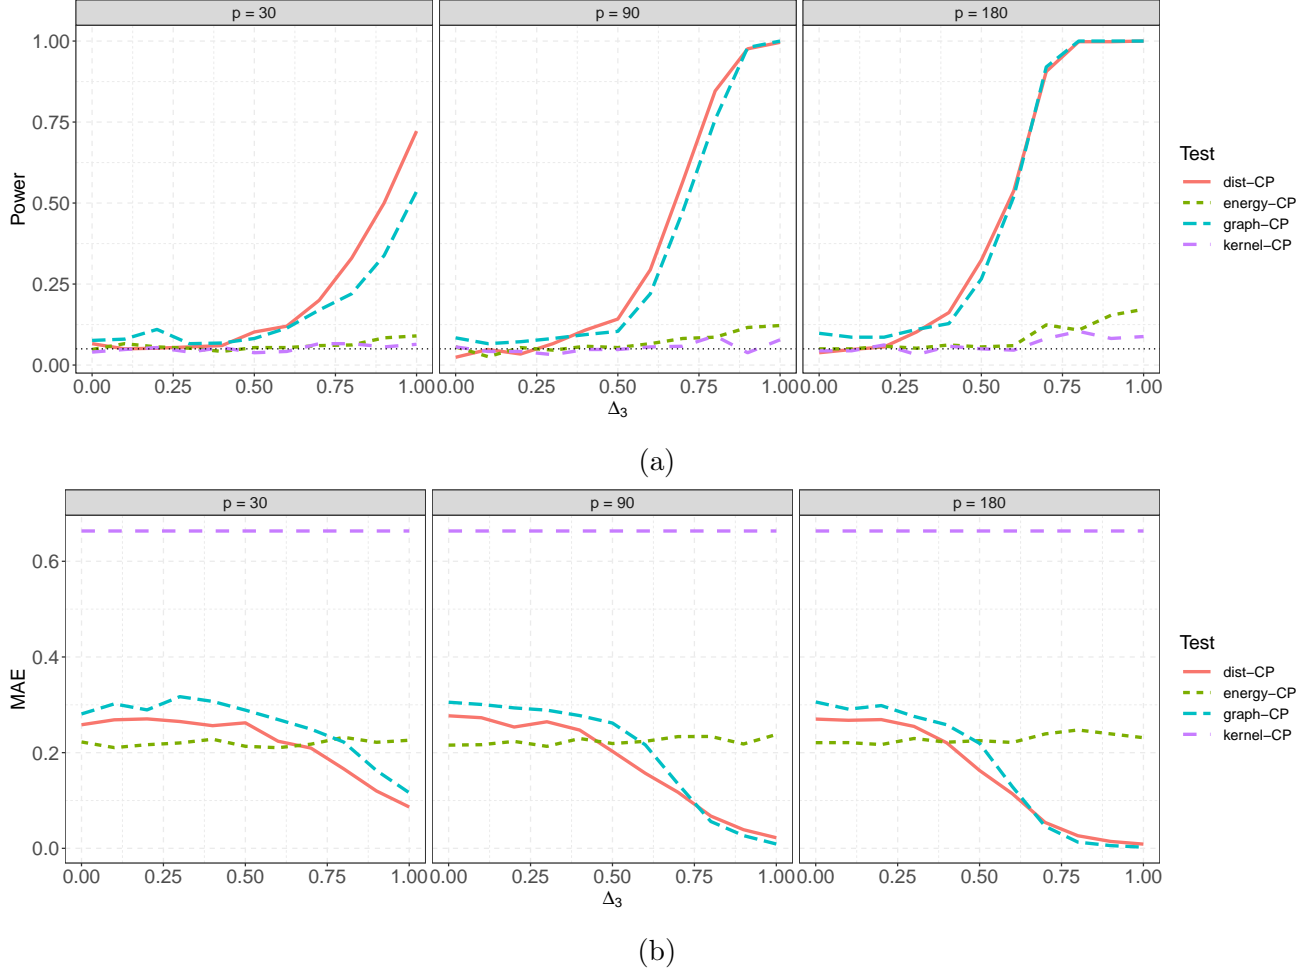 p = 30
p = 90
p = 180
1.00
0.75
0.50
0.25
0.00
Power
0.00 0.25 0.50 0.75 1.00
0.00 0.25 0.50 0.75 1.00
0.00 0.25 0.50 0.75 1.00
Δ3
Test
dist−CP
energy−CP
graph−CP
kernel−CP
(a)
p = 30
p = 90
p = 180
0.6
0.4
0.2
0.0
MAE
0.00 0.25 0.50 0.75 1.00
0.00 0.25 0.50 0.75 1.00
0.00 0.25 0.50 0.75 1.00
Δ3
Test
dist−CP
energy−CP
graph−CP
kernel−CP
(b)